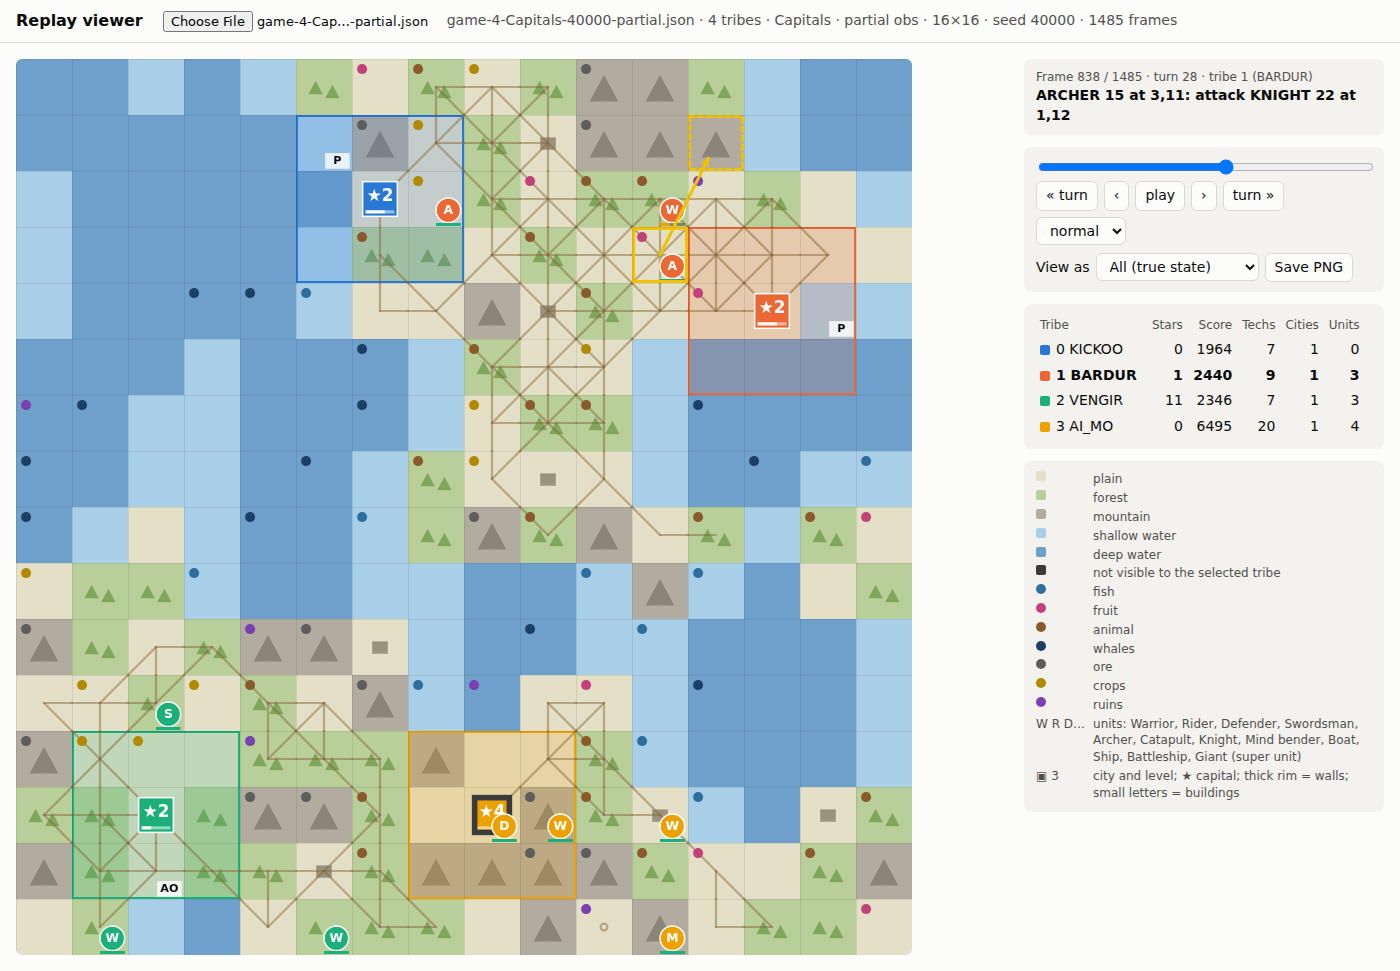 Replay viewer
Choose File game-4-Cap...-partial.json
game-4-Capitals-40000-partial.json · 4 tribes · Capitals · partial obs · 16×16 · seed 40000 · 1485 frames
P
★2
A
W
A
★2
P
S
★2
★4
D
W
W
AO
W
W
M
Frame 838 / 1485 · turn 28 · tribe 1 (BARDUR)
ARCHER 15 at 3,11: attack KNIGHT 22 at
1,12
« turn ‹ play › turn »
normal
View as All (true state) Save PNG
Tribe Stars Score Techs Cities Units
0 KICKOO 0 1964 7 1 0
1 BARDUR 1 2440 9 1 3
2 VENGIR 11 2346 7 1 3
3 AI_MO 0 6495 20 1 4
plain
forest
mountain
shallow water
deep water
not visible to the selected tribe
fish
fruit
animal
whales
ore
crops
ruins
W R D... units: Warrior, Rider, Defender, Swordsman,
Archer, Catapult, Knight, Mind bender, Boat,
Ship, Battleship, Giant (super unit)
▣ 3 city and level; ★ capital; thick rim = walls;
small letters = buildings